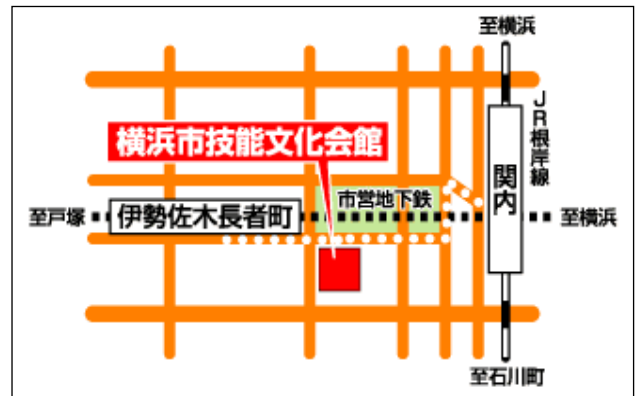 至横浜
JR根岸線
横浜市技能文化会館
関内
市営地下鉄
至戸塚
伊勢佐木長者町
至横浜
至石川町